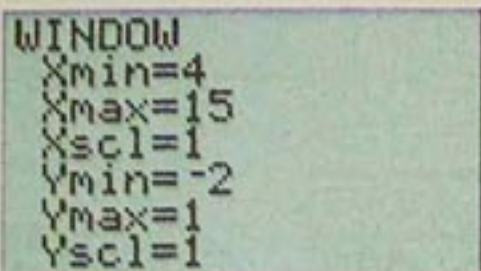 WINDOW
Xmin=4
Xmax=15
Xscl=1
Ymin=-2
Ymax=1
Yscl=1